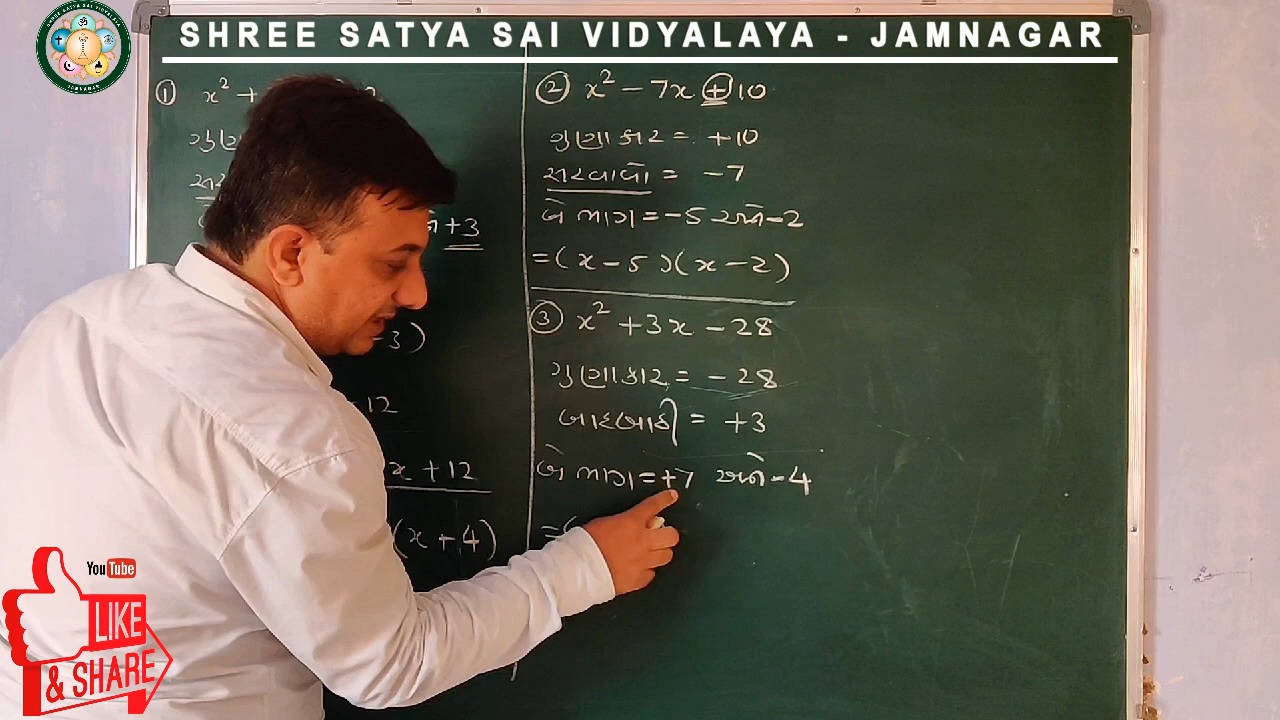 SHREE SATYA SAI VIDYALAYA - JAMNAGAR
① x² +
ગુણા
સર
+3
-3)
-12
x + 12
(x + 4)
② x² - 7x + 10
ગુણાકાર = +10
સરવાળો = -7
બે ભાગ = -5 અને -2
= (x - 5)(x - 2)
③ x² + 3x - 28
ગુણાકાર = -28
બાદબાકી = +3
બે ભાગ = +7 અને -4
= (
YouTube
LIKE
& SHARE